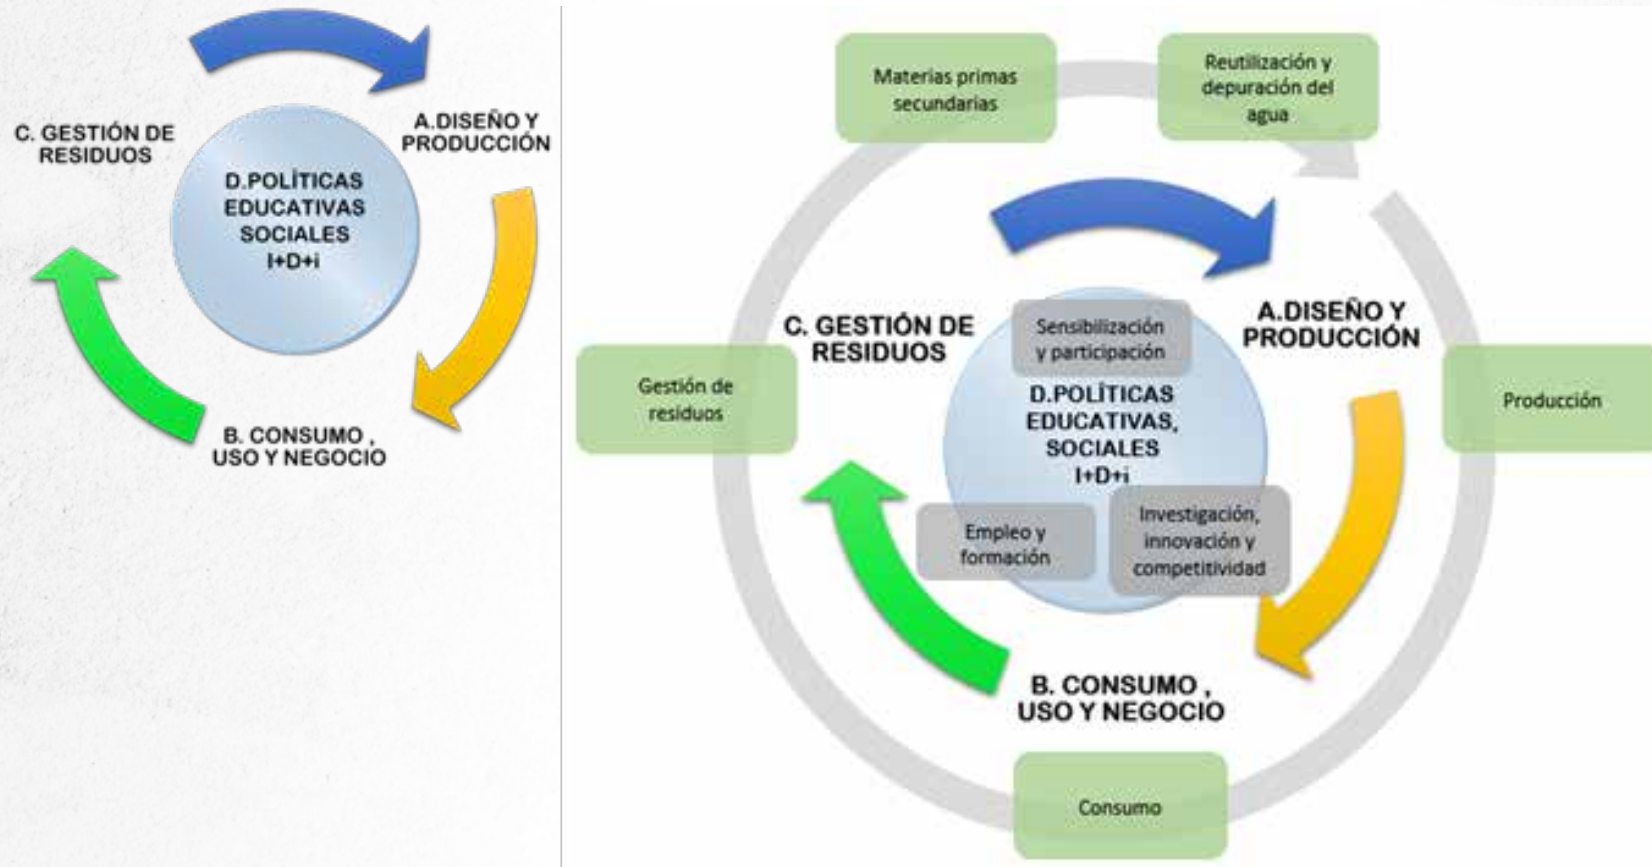 C. GESTIÓN DE
RESIDUOS
A.DISEÑO Y
PRODUCCIÓN
D.POLÍTICAS
EDUCATIVAS
SOCIALES
I+D+i
B. CONSUMO ,
USO Y NEGOCIO
Materias primas
secundarias
Reutilización y
depuración del
agua
C. GESTIÓN DE
RESIDUOS
Sensibilización
y participación
A.DISEÑO Y
PRODUCCIÓN
Gestión de
residuos
D.POLÍTICAS
EDUCATIVAS,
SOCIALES
I+D+i
Producción
Empleo y
formación
Investigación,
innovación y
competitividad
B. CONSUMO ,
USO Y NEGOCIO
Consumo